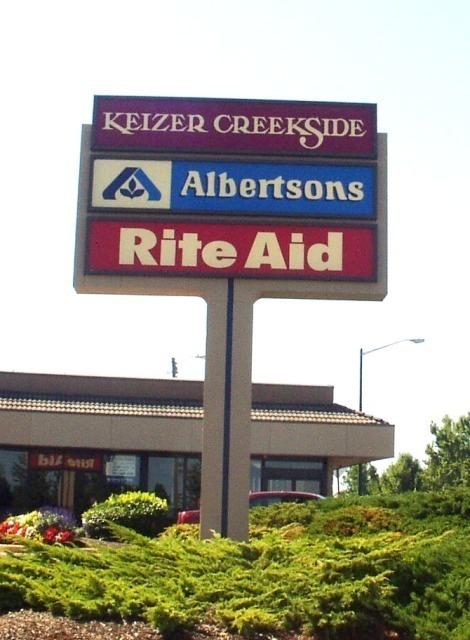 KEIZER CREEKSIDE
Albertsons
Rite Aid
Rite Aid